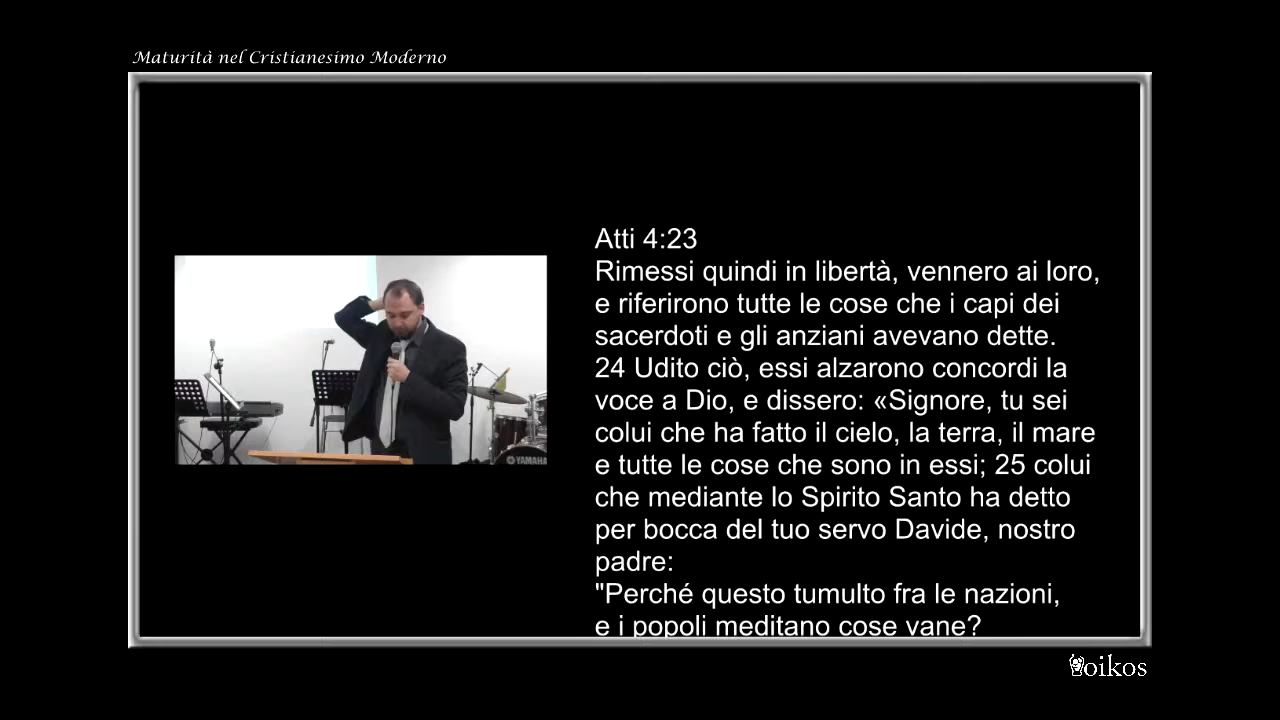 Maturità nel Cristianesimo Moderno
Atti 4:23
Rimessi quindi in libertà, vennero ai loro,
e riferirono tutte le cose che i capi dei
sacerdoti e gli anziani avevano dette.
24 Udito ciò, essi alzarono concordi la
voce a Dio, e dissero: «Signore, tu sei
colui che ha fatto il cielo, la terra, il mare
e tutte le cose che sono in essi; 25 colui
che mediante lo Spirito Santo ha detto
per bocca del tuo servo Davide, nostro
padre:
"Perché questo tumulto fra le nazioni,
e i popoli meditano cose vane?
YAMAHA
oikos